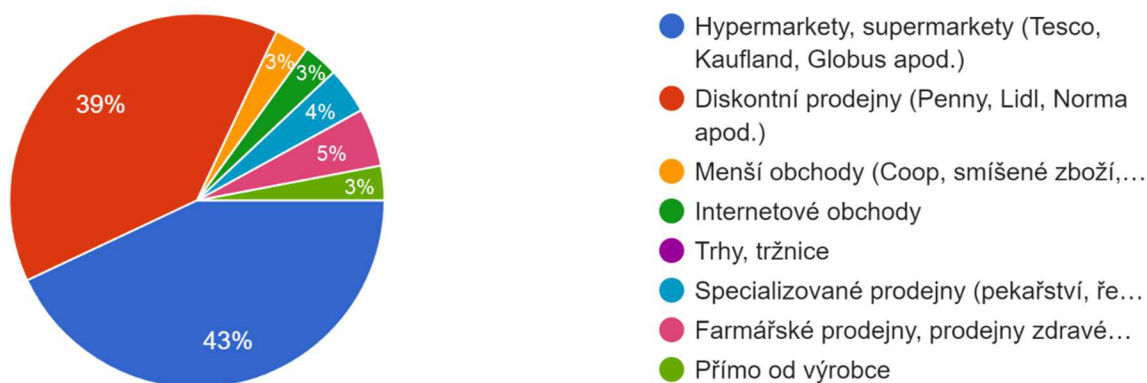 39%
3%
3%
4%
5%
3%
43%
Hypermarkety, supermarkety (Tesco,
Kaufland, Globus apod.)
Diskontní prodejny (Penny, Lidl, Norma
apod.)
Menší obchody (Coop, smíšené zboží,…
Internetové obchody
Trhy, tržnice
Specializované prodejny (pekařství, ře…
Farmářské prodejny, prodejny zdravé…
Přímo od výrobce